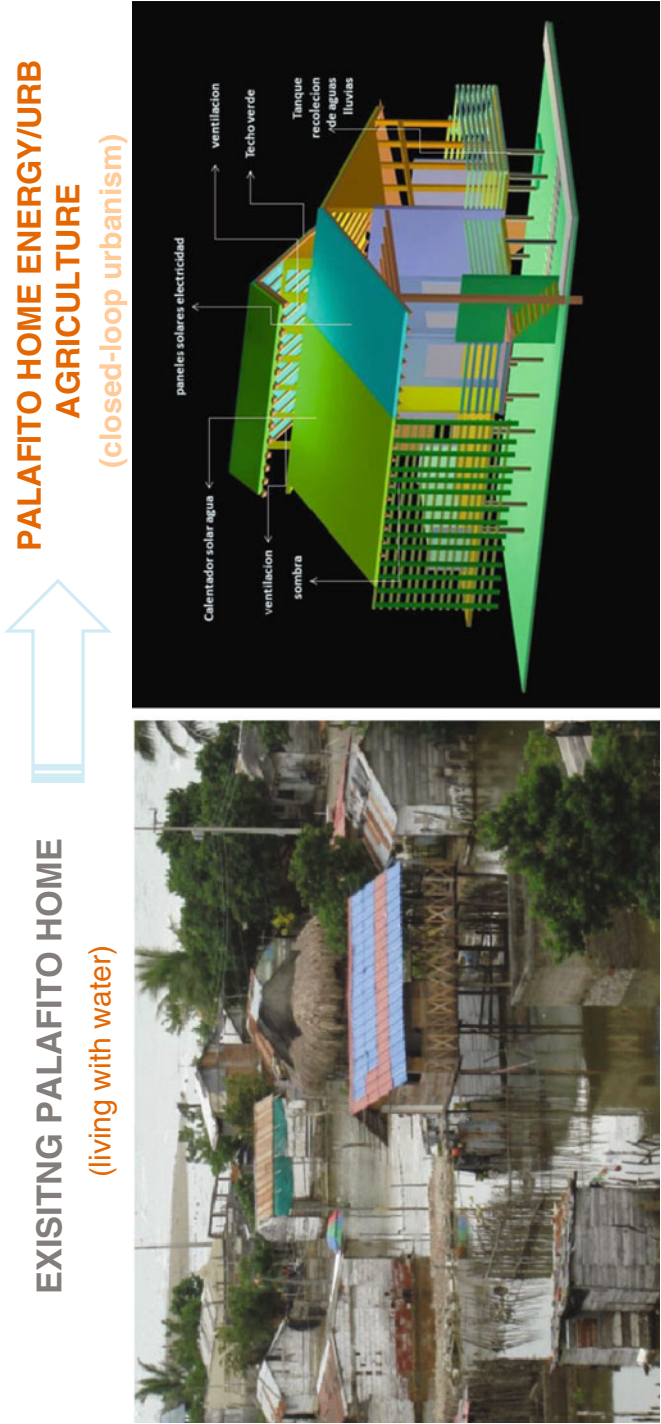 EXISITNG PALAFITO HOME
(living with water)
PALAFITO HOME ENERGY/URB
AGRICULTURE
(closed-loop urbanism)
Calentador solar agua
ventilacion
sombra
paneles solares electricidad
ventilacion
Techo verde
Tanque
recolecion
de aguas
lluvias